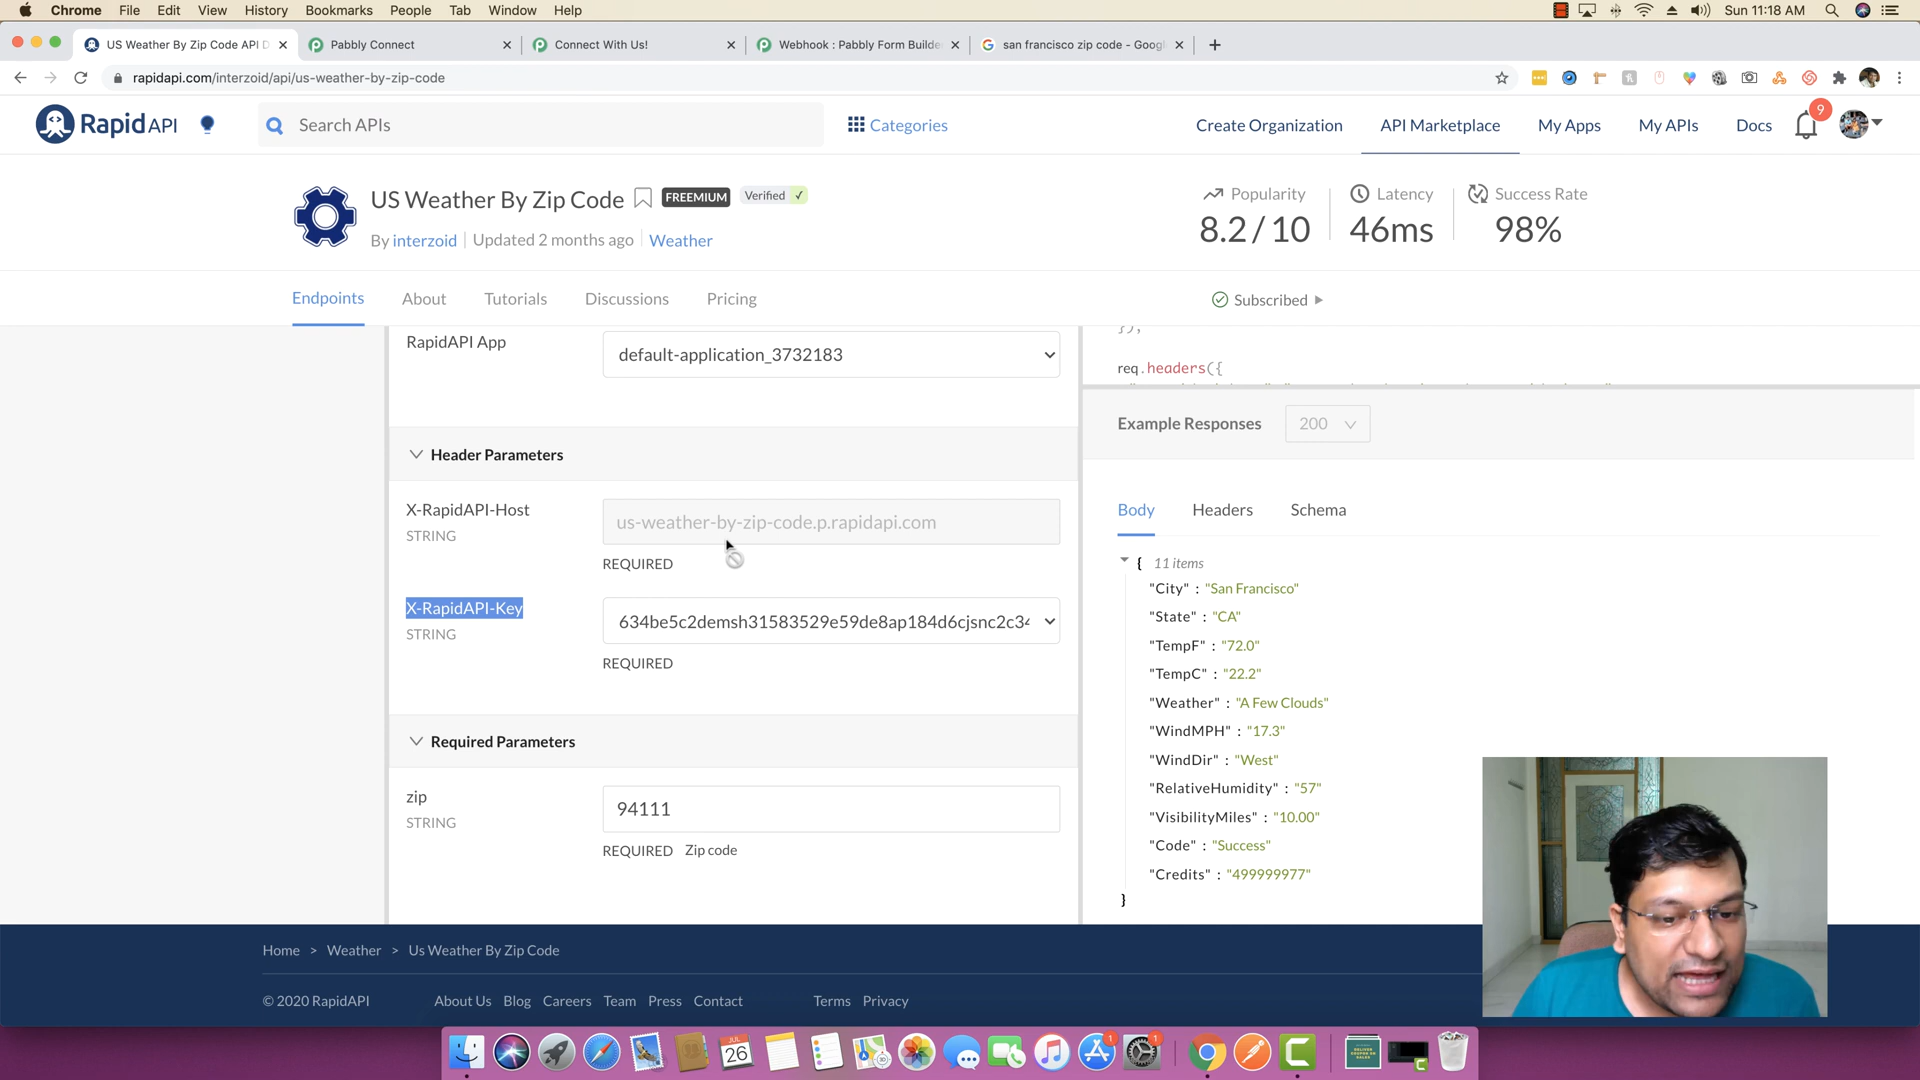 Chrome File Edit View History Bookmarks People Tab Window Help Sun 11:18 AM
US Weather By Zip Code API D
Pabbly Connect
Connect With Us!
Webhook : Pabbly Form Builde
san francisco zip code - Goog
rapidapi.com/interzoid/api/us-weather-by-zip-code
Rapid API
Search APIs
Categories
Create Organization
API Marketplace
My Apps
My APIs
Docs
9
US Weather By Zip Code FREEMIUM Verified ✓
By interzoid Updated 2 months ago Weather
Popularity Latency Success Rate
8.2 / 10 46ms 98%
Endpoints About Tutorials Discussions Pricing Subscribed
RapidAPI App
default-application_3732183
});
req.headers({
Example Responses 200
Header Parameters
X-RapidAPI-Host
STRING
us-weather-by-zip-code.p.rapidapi.com
REQUIRED
X-RapidAPI-Key
STRING
634be5c2demsh31583529e59de8ap184d6cjsnc2c34
REQUIRED
Required Parameters
zip
STRING
94111
REQUIRED Zip code
Body Headers Schema
{ 11 items
"City" : "San Francisco"
"State" : "CA"
"TempF" : "72.0"
"TempC" : "22.2"
"Weather" : "A Few Clouds"
"WindMPH" : "17.3"
"WindDir" : "West"
"RelativeHumidity" : "57"
"VisibilityMiles" : "10.00"
"Code" : "Success"
"Credits" : "499999977"
}
Home > Weather > Us Weather By Zip Code
© 2020 RapidAPI
About Us Blog Careers Team Press Contact Terms Privacy
JUL
26
1
1